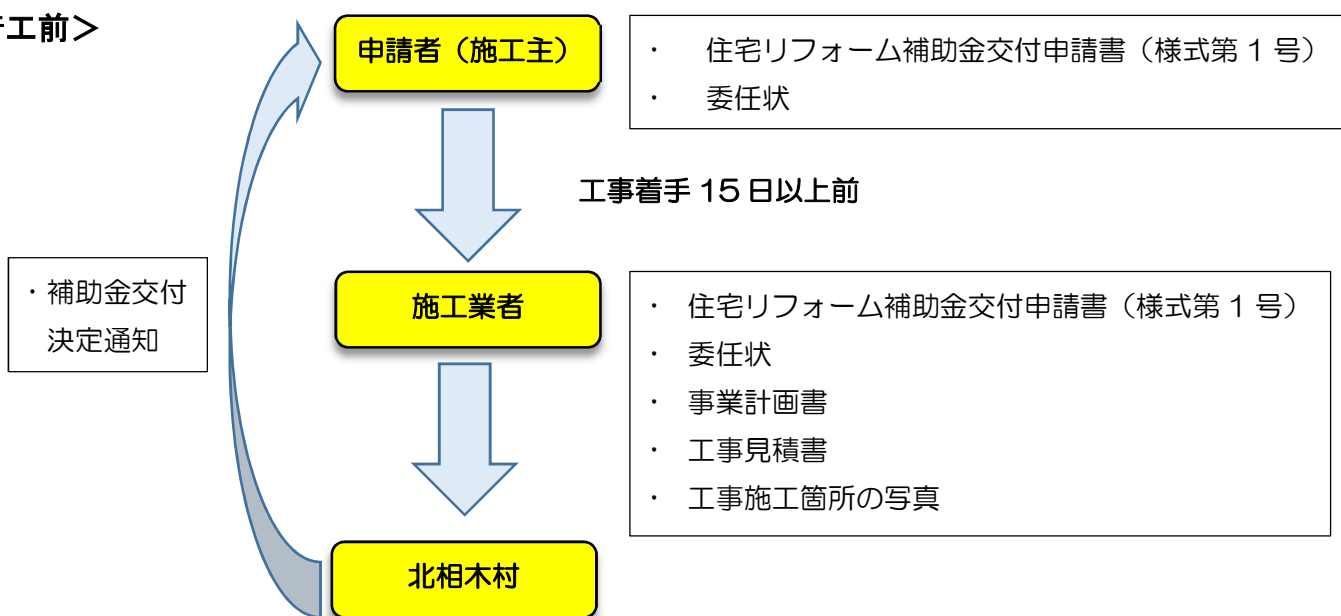 工前＞
申請者（施工主）
・ 住宅リフォーム補助金交付申請書（様式第１号）
・ 委任状
工事着手 15 日以上前
・補助金交付
決定通知
施工業者
・ 住宅リフォーム補助金交付申請書（様式第１号）
・ 委任状
・ 事業計画書
・ 工事見積書
・ 工事施工箇所の写真
北相木村